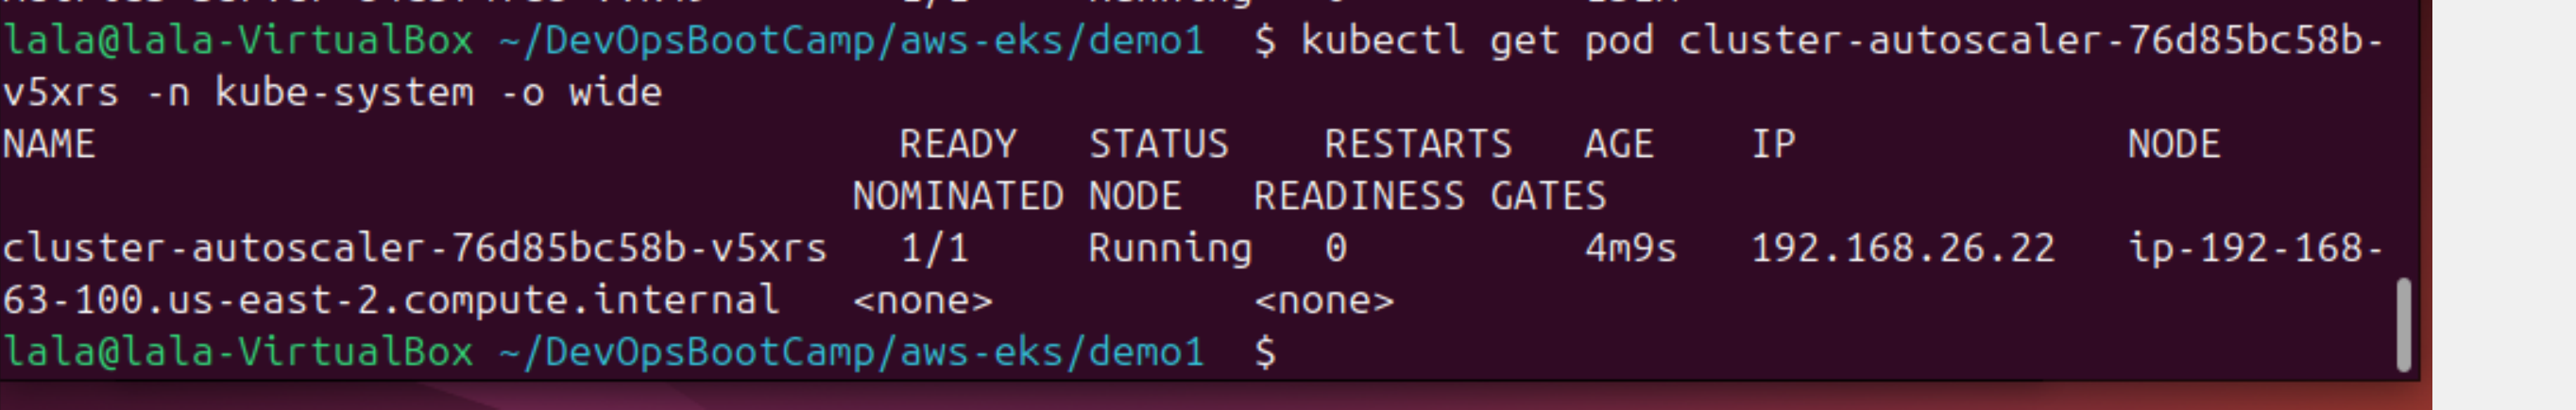 lala@lala-VirtualBox ~/DevOpsBootCamp/aws-eks/demo1 $ kubectl get pod cluster-autoscaler-76d85bc58b-
v5xrs -n kube-system -o wide
NAME READY STATUS RESTARTS AGE IP NODE
NOMINATED NODE READINESS GATES
cluster-autoscaler-76d85bc58b-v5xrs 1/1 Running 0 4m9s 192.168.26.22 ip-192-168-
63-100.us-east-2.compute.internal <none> <none>
lala@lala-VirtualBox ~/DevOpsBootCamp/aws-eks/demo1 $